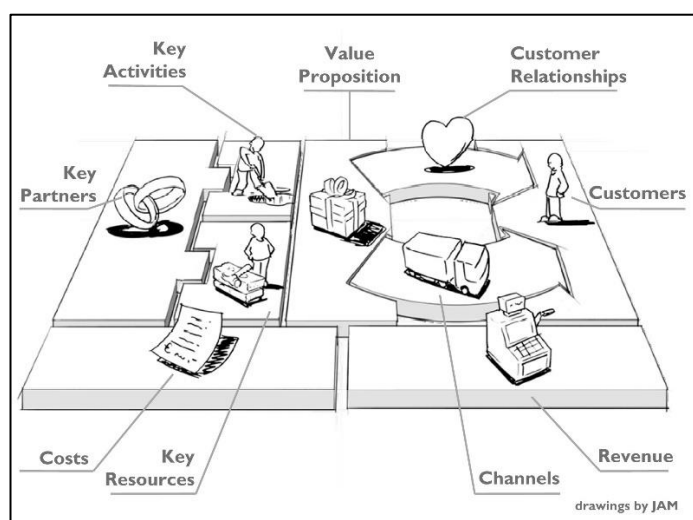 Key
Activities
Value
Proposition
Customer
Relationships
Key
Partners
Customers
Costs
Key
Resources
Channels
Revenue
drawings by JAM